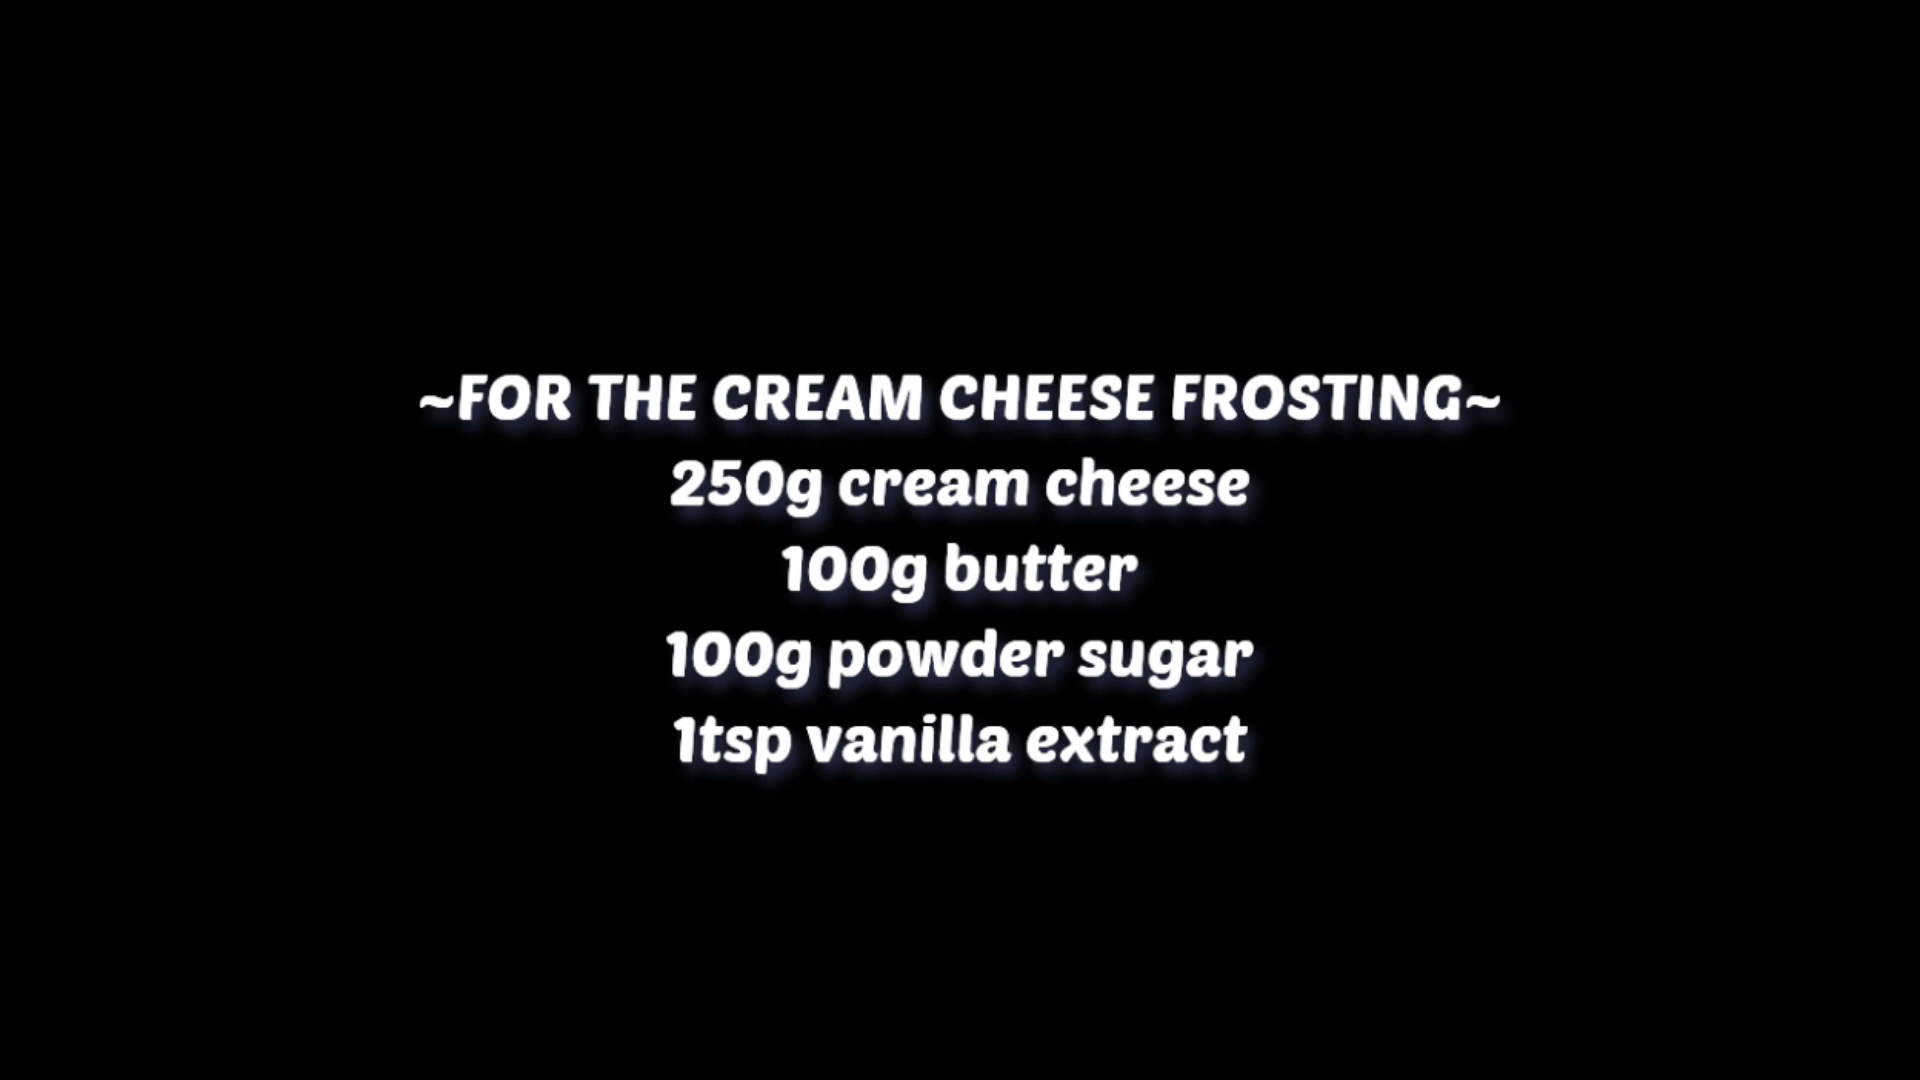 ~FOR THE CREAM CHEESE FROSTING~
250g cream cheese
100g butter
100g powder sugar
1tsp vanilla extract